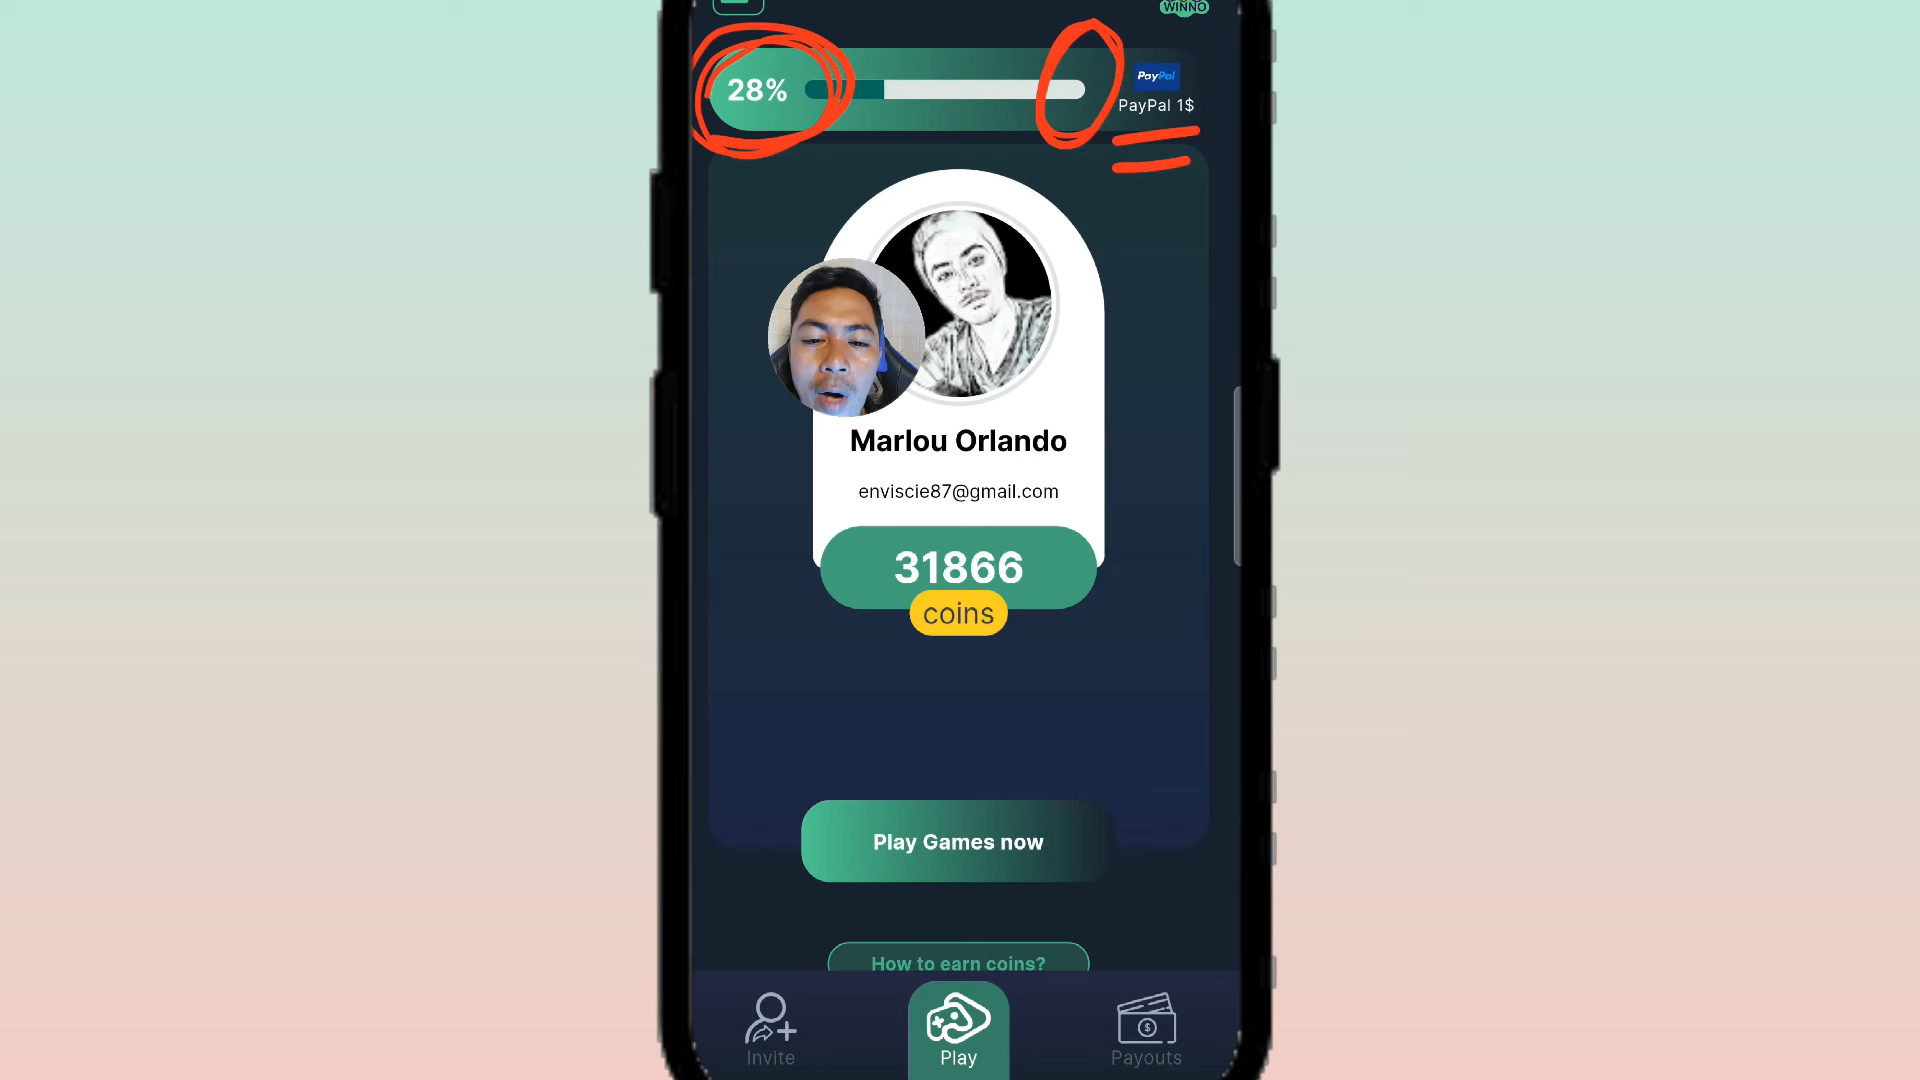 WINNO
28%
PayPal
PayPal 1$
Marlou Orlando
enviscie87@gmail.com
31866
coins
Play Games now
How to earn coins?
Invite
Play
Payouts